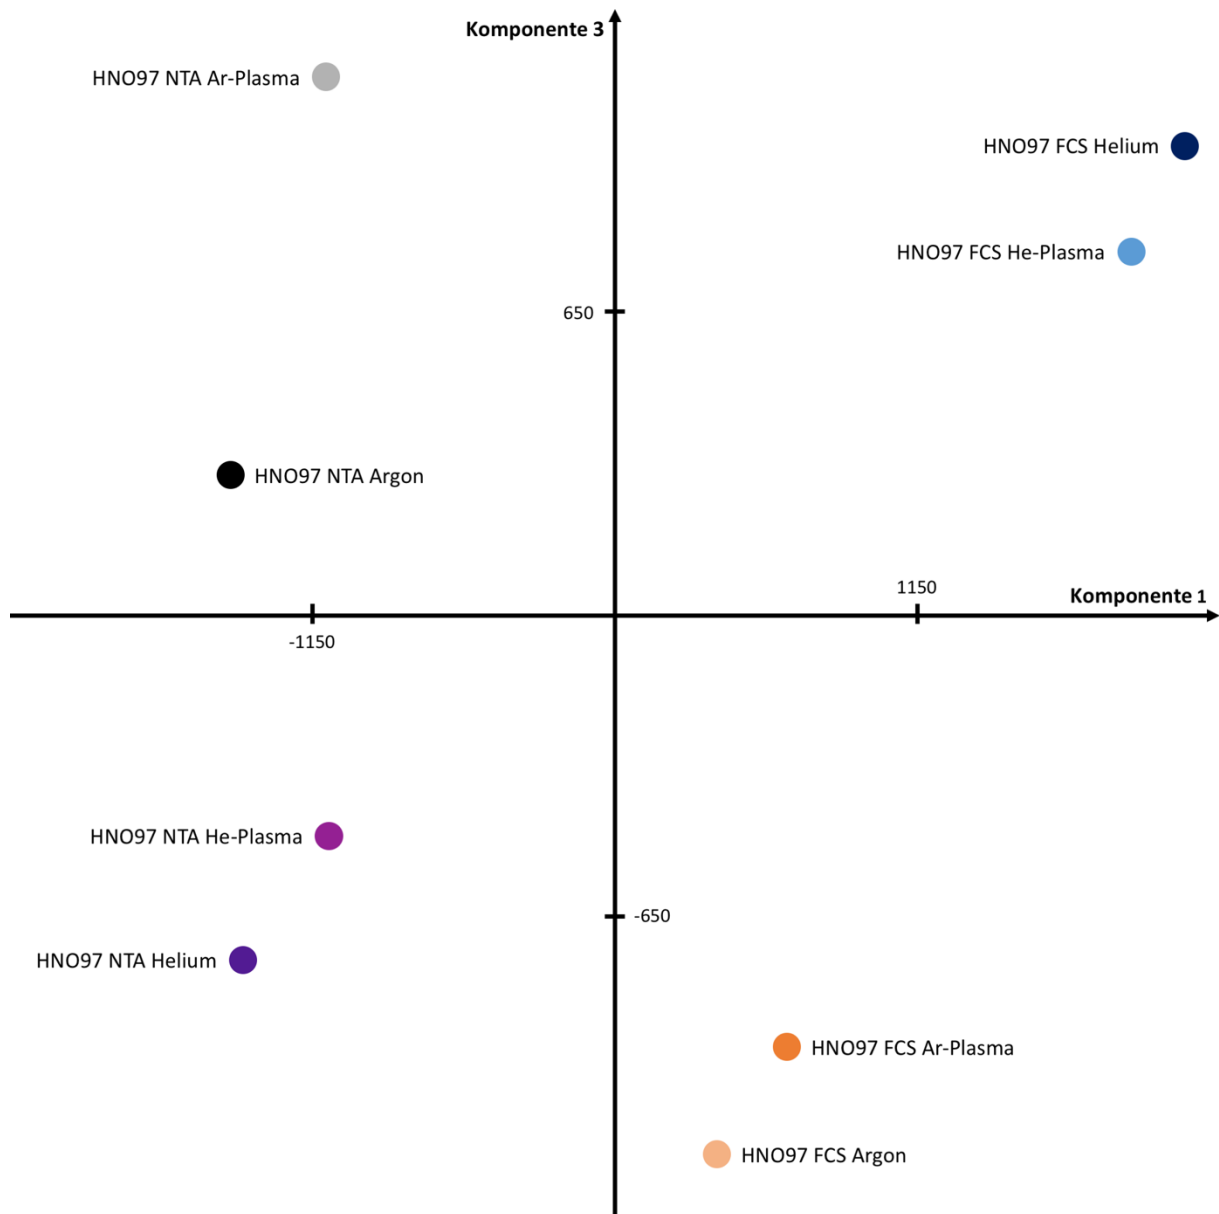 Komponente 3
HNO97 NTA Ar-Plasma
HNO97 FCS Helium
HNO97 FCS He-Plasma
650
HNO97 NTA Argon
1150
Komponente 1
-1150
HNO97 NTA He-Plasma
-650
HNO97 NTA Helium
HNO97 FCS Ar-Plasma
HNO97 FCS Argon